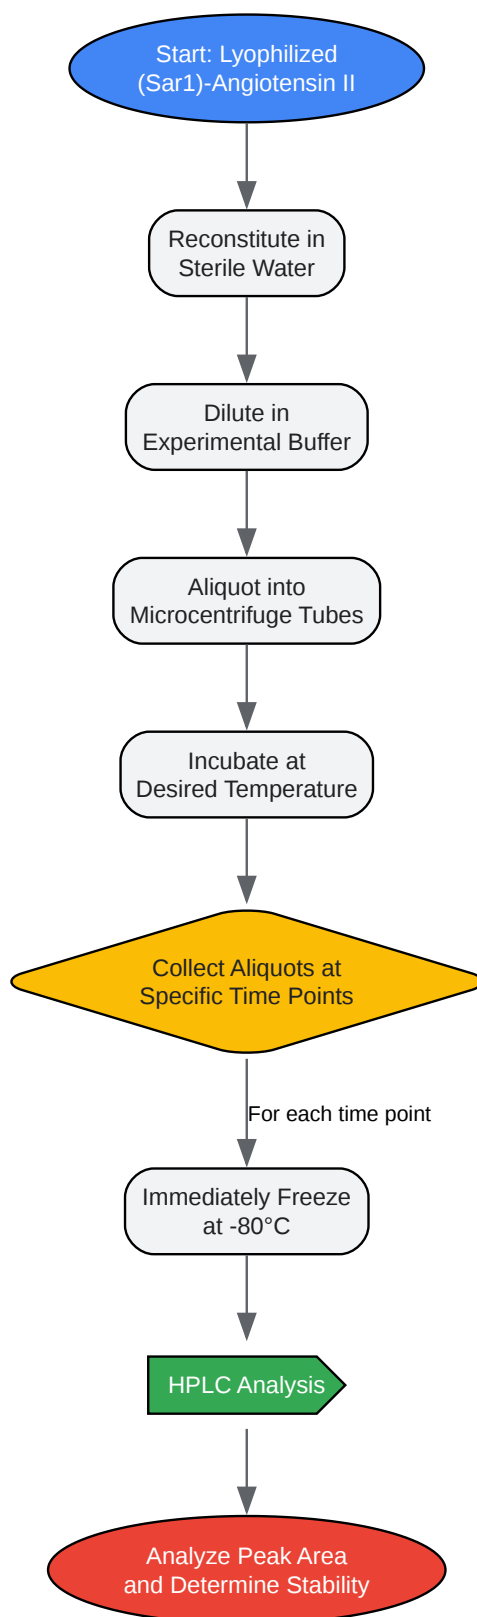 Start: Lyophilized
(Sar1)-Angiotensin II
Reconstitute in
Sterile Water
Dilute in
Experimental Buffer
Aliquot into
Microcentrifuge Tubes
Incubate at
Desired Temperature
Collect Aliquots at
Specific Time Points
For each time point
Immediately Freeze
at -80°C
HPLC Analysis
Analyze Peak Area
and Determine Stability